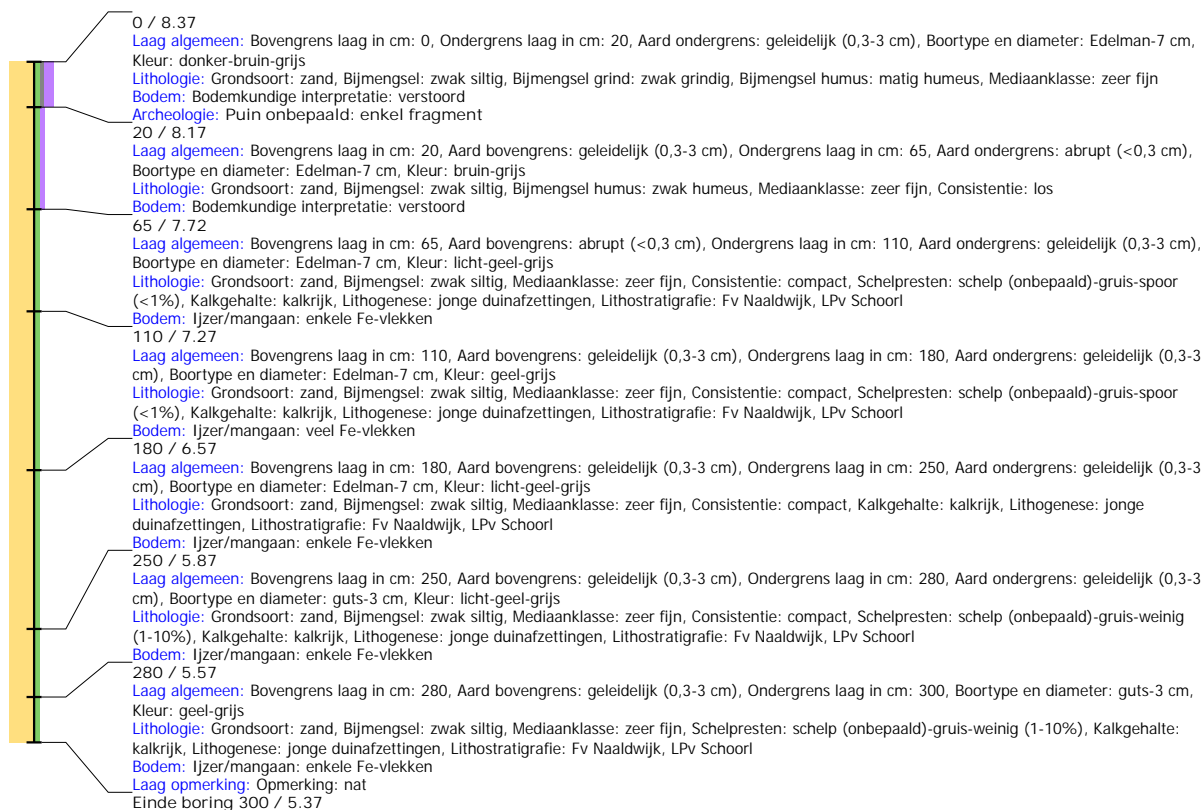 0 / 8.37
Laag algemeen: Bovengrens laag in cm: 0, Ondergrens laag in cm: 20, Aard ondergrens: geleidelijk (0,3-3 cm), Boortype en diameter: Edelman-7 cm,
Kleur: donker-bruin-grijs
Lithologie: Grondsoort: zand, Bijmengsel: zwak siltig, Bijmengsel grind: zwak grindig, Bijmengsel humus: matig humeus, Mediaanklasse: zeer fijn
Bodem: Bodemkundige interpretatie: verstoord
Archeologie: Puin onbepaald: enkel fragment
20 / 8.17
Laag algemeen: Bovengrens laag in cm: 20, Aard bovengrens: geleidelijk (0,3-3 cm), Ondergrens laag in cm: 65, Aard ondergrens: abrupt (<0,3 cm),
Boortype en diameter: Edelman-7 cm, Kleur: bruin-grijs
Lithologie: Grondsoort: zand, Bijmengsel: zwak siltig, Bijmengsel humus: zwak humeus, Mediaanklasse: zeer fijn, Consistentie: los
Bodem: Bodemkundige interpretatie: verstoord
65 / 7.72
Laag algemeen: Bovengrens laag in cm: 65, Aard bovengrens: abrupt (<0,3 cm), Ondergrens laag in cm: 110, Aard ondergrens: geleidelijk (0,3-3 cm),
Boortype en diameter: Edelman-7 cm, Kleur: licht-geel-grijs
Lithologie: Grondsoort: zand, Bijmengsel: zwak siltig, Mediaanklasse: zeer fijn, Consistentie: compact, Schelpresten: schelp (onbepaald)-gruis-spoor
(<1%), Kalkgehalte: kalkrijk, Lithogenese: jonge duinafzettingen, Lithostratigrafie: Fv Naaldwijk, LPv Schoorl
Bodem: Ijzer/mangaan: enkele Fe-vlekken
110 / 7.27
Laag algemeen: Bovengrens laag in cm: 110, Aard bovengrens: geleidelijk (0,3-3 cm), Ondergrens laag in cm: 180, Aard ondergrens: geleidelijk (0,3-3
cm), Boortype en diameter: Edelman-7 cm, Kleur: geel-grijs
Lithologie: Grondsoort: zand, Bijmengsel: zwak siltig, Mediaanklasse: zeer fijn, Consistentie: compact, Schelpresten: schelp (onbepaald)-gruis-spoor
(<1%), Kalkgehalte: kalkrijk, Lithogenese: jonge duinafzettingen, Lithostratigrafie: Fv Naaldwijk, LPv Schoorl
Bodem: Ijzer/mangaan: veel Fe-vlekken
180 / 6.57
Laag algemeen: Bovengrens laag in cm: 180, Aard bovengrens: geleidelijk (0,3-3 cm), Ondergrens laag in cm: 250, Aard ondergrens: geleidelijk (0,3-3
cm), Boortype en diameter: Edelman-7 cm, Kleur: licht-geel-grijs
Lithologie: Grondsoort: zand, Bijmengsel: zwak siltig, Mediaanklasse: zeer fijn, Consistentie: compact, Kalkgehalte: kalkrijk, Lithogenese: jonge
duinafzettingen, Lithostratigrafie: Fv Naaldwijk, LPv Schoorl
Bodem: Ijzer/mangaan: enkele Fe-vlekken
250 / 5.87
Laag algemeen: Bovengrens laag in cm: 250, Aard bovengrens: geleidelijk (0,3-3 cm), Ondergrens laag in cm: 280, Aard ondergrens: geleidelijk (0,3-3
cm), Boortype en diameter: guts-3 cm, Kleur: licht-geel-grijs
Lithologie: Grondsoort: zand, Bijmengsel: zwak siltig, Mediaanklasse: zeer fijn, Consistentie: compact, Schelpresten: schelp (onbepaald)-gruis-weinig
(1-10%), Kalkgehalte: kalkrijk, Lithogenese: jonge duinafzettingen, Lithostratigrafie: Fv Naaldwijk, LPv Schoorl
Bodem: Ijzer/mangaan: enkele Fe-vlekken
280 / 5.57
Laag algemeen: Bovengrens laag in cm: 280, Aard bovengrens: geleidelijk (0,3-3 cm), Ondergrens laag in cm: 300, Boortype en diameter: guts-3 cm,
Kleur: geel-grijs
Lithologie: Grondsoort: zand, Bijmengsel: zwak siltig, Mediaanklasse: zeer fijn, Schelpresten: schelp (onbepaald)-gruis-weinig (1-10%), Kalkgehalte:
kalkrijk, Lithogenese: jonge duinafzettingen, Lithostratigrafie: Fv Naaldwijk, LPv Schoorl
Bodem: Ijzer/mangaan: enkele Fe-vlekken
Laag opmerking: Opmerking: nat
Einde boring 300 / 5.37